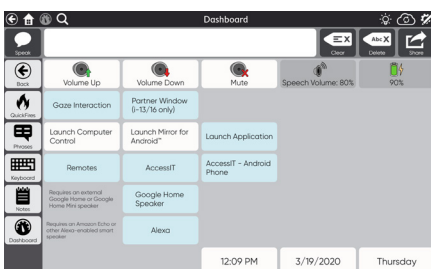 Dashboard
Speak
Clear
Abc
Delete
Share
Back
Volume Up
Volume Down
Mute
Speech Volume: 80%
90%
QuickFires
Gaze Interaction
Partner Window
(i-13/16 only)
Phrases
Launch Computer
Control
Launch Mirror for
Android™
Launch Application
Keyboard
Remotes
AccessIT
AccessIT - Android
Phone
Notes
Requires an external
Google Home or Google
Home Mini speaker
Google Home
Speaker
Dashboard
Requires an Amazon Echo or
other Alexa-enabled smart
speaker
Alexa
12:09 PM
3/19/2020
Thursday